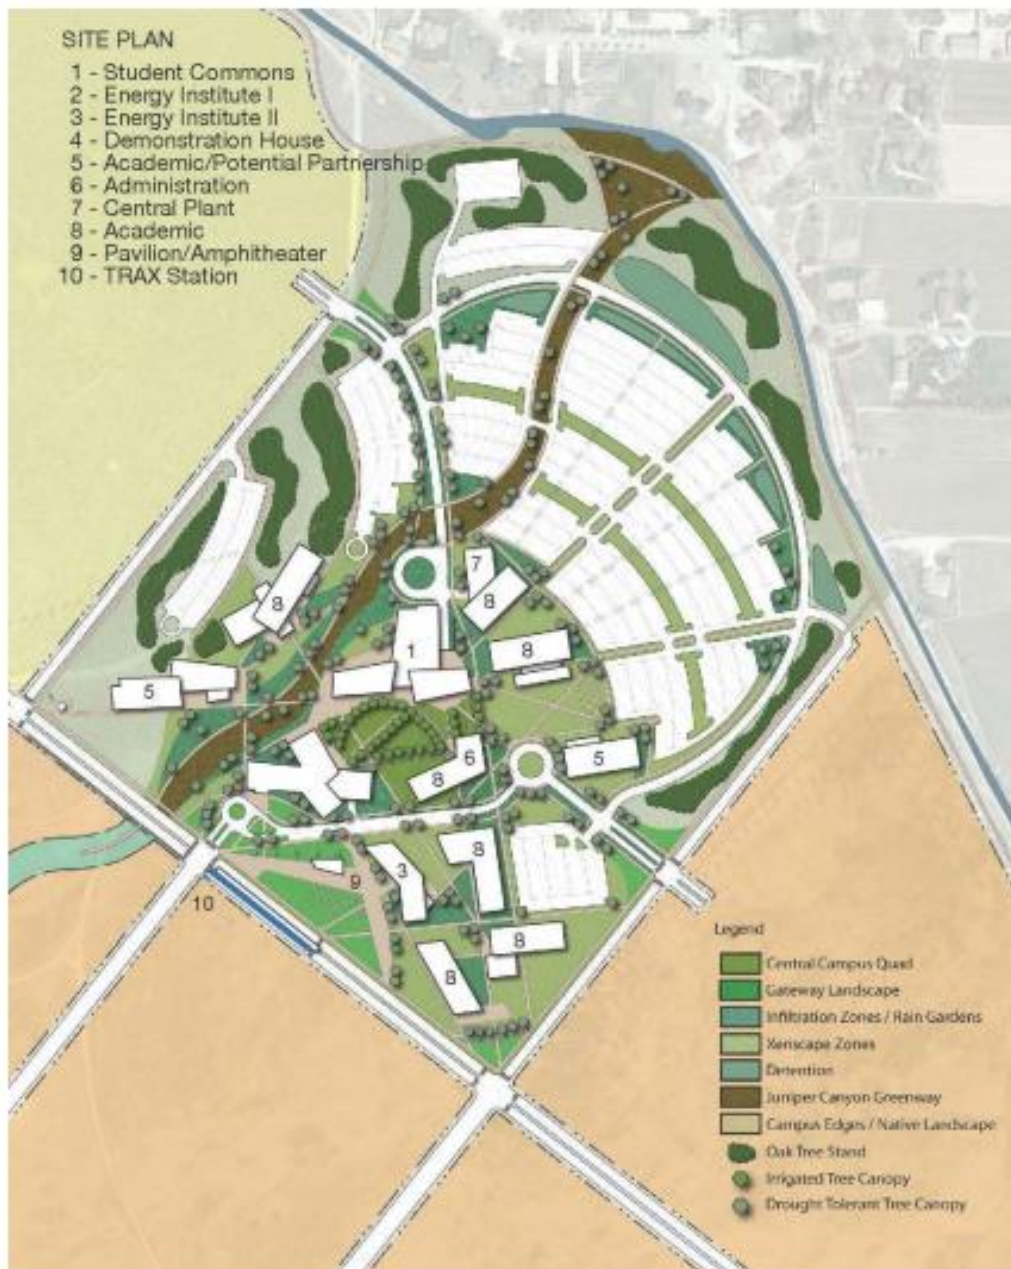 SITE PLAN
1 - Student Commons
2 - Energy Institute I
3 - Energy Institute II
4 - Demonstration House
5 - Academic/Potential Partnership
6 - Administration
7 - Central Plant
8 - Academic
9 - Pavilion/Amphitheater
10 - TRAX Station
7
8
8
1
8
5
6
8
5
8
3
9
10
8
8
Legend
Central Campus Quad
Gateway Landscape
Infiltration Zones / Rain Gardens
Xeriscape Zones
Detention
Juniper Canyon Greenway
Campus Edges / Native Landscape
Oak Tree Stand
Irrigated Tree Canopy
Drought Tolerant Tree Canopy